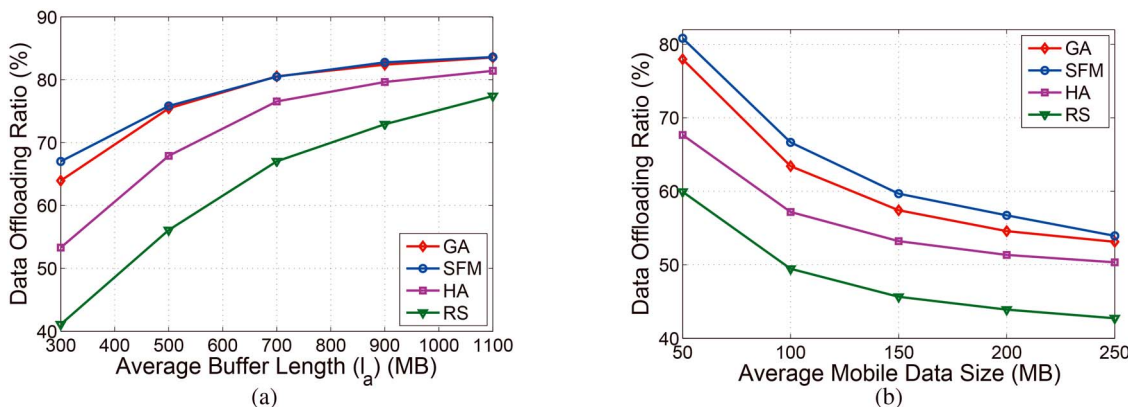 Data Offloading Ratio (%)
90
80
70
60
50
40
GA
SFM
HA
RS
300 400 500 600 700 800 900 1000 1100
Average Buffer Length (l_a) (MB)
(a)
Data Offloading Ratio (%)
80
70
60
50
40
GA
SFM
HA
RS
50 100 150 200 250
Average Mobile Data Size (MB)
(b)